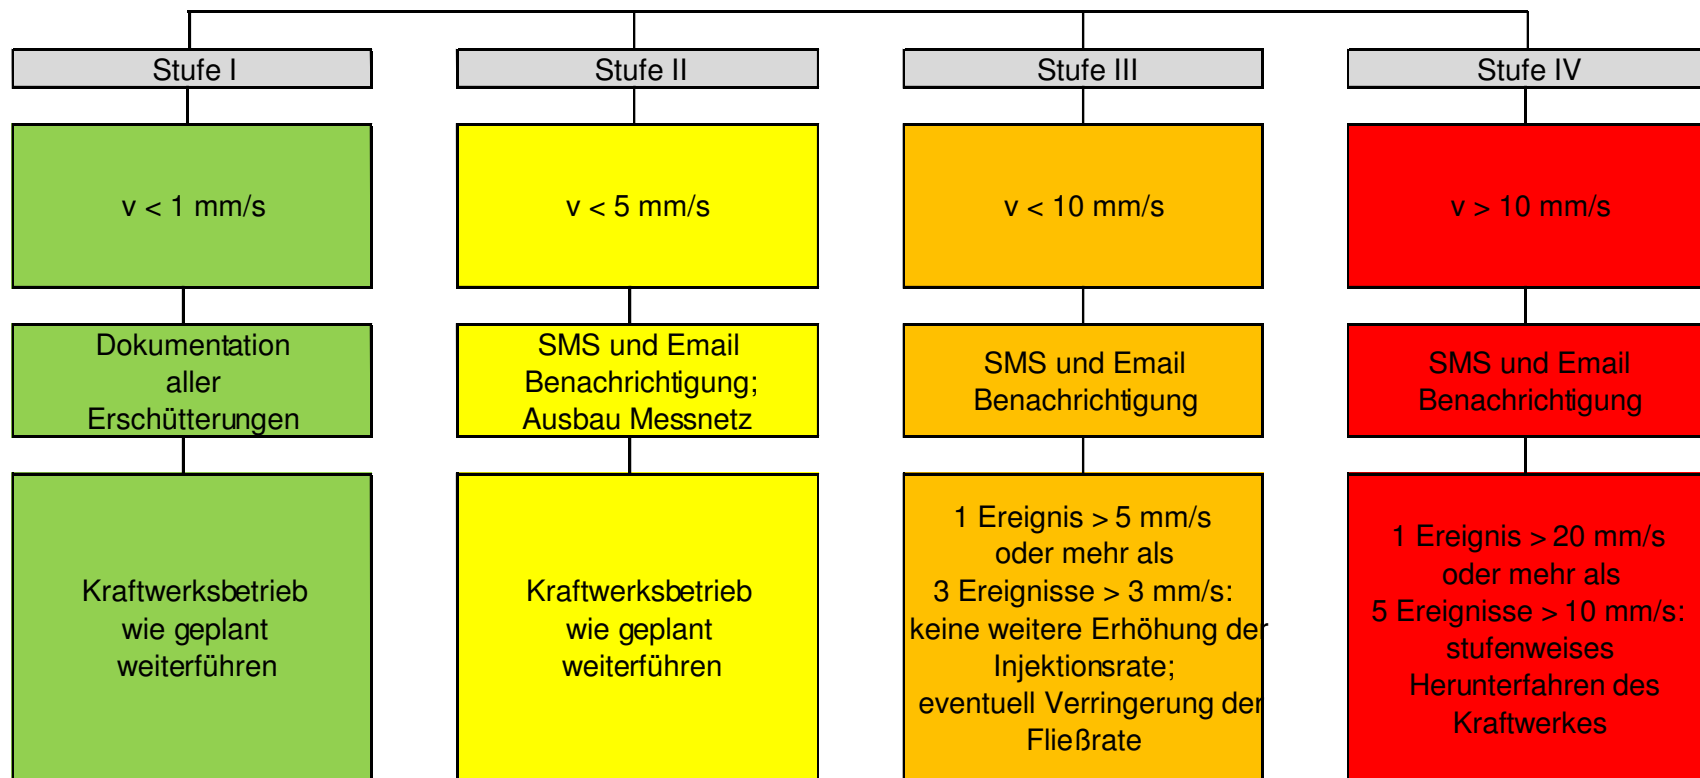 Stufe I
Stufe II
Stufe III
Stufe IV
v < 1 mm/s
v < 5 mm/s
v < 10 mm/s
v > 10 mm/s
Dokumentation
aller
Erschütterungen
SMS und Email
Benachrichtigung;
Ausbau Messnetz
SMS und Email
Benachrichtigung
SMS und Email
Benachrichtigung
Kraftwerksbetrieb
wie geplant
weiterführen
Kraftwerksbetrieb
wie geplant
weiterführen
1 Ereignis > 5 mm/s
oder mehr als
3 Ereignisse > 3 mm/s:
keine weitere Erhöhung der
Injektionsrate;
eventuell Verringerung der
Fließrate
1 Ereignis > 20 mm/s
oder mehr als
5 Ereignisse > 10 mm/s:
stufenweises
Herunterfahren des
Kraftwerkes